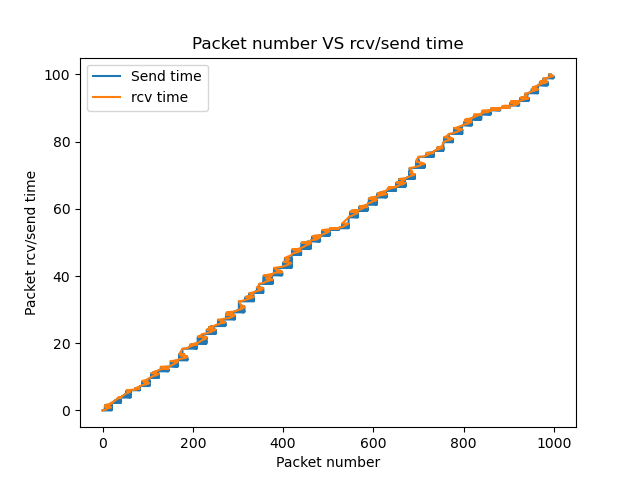 Packet number VS rcv/send time
Send time
rcv time
100
80
60
40
20
0
Packet rcv/send time
0 200 400 600 800 1000
Packet number